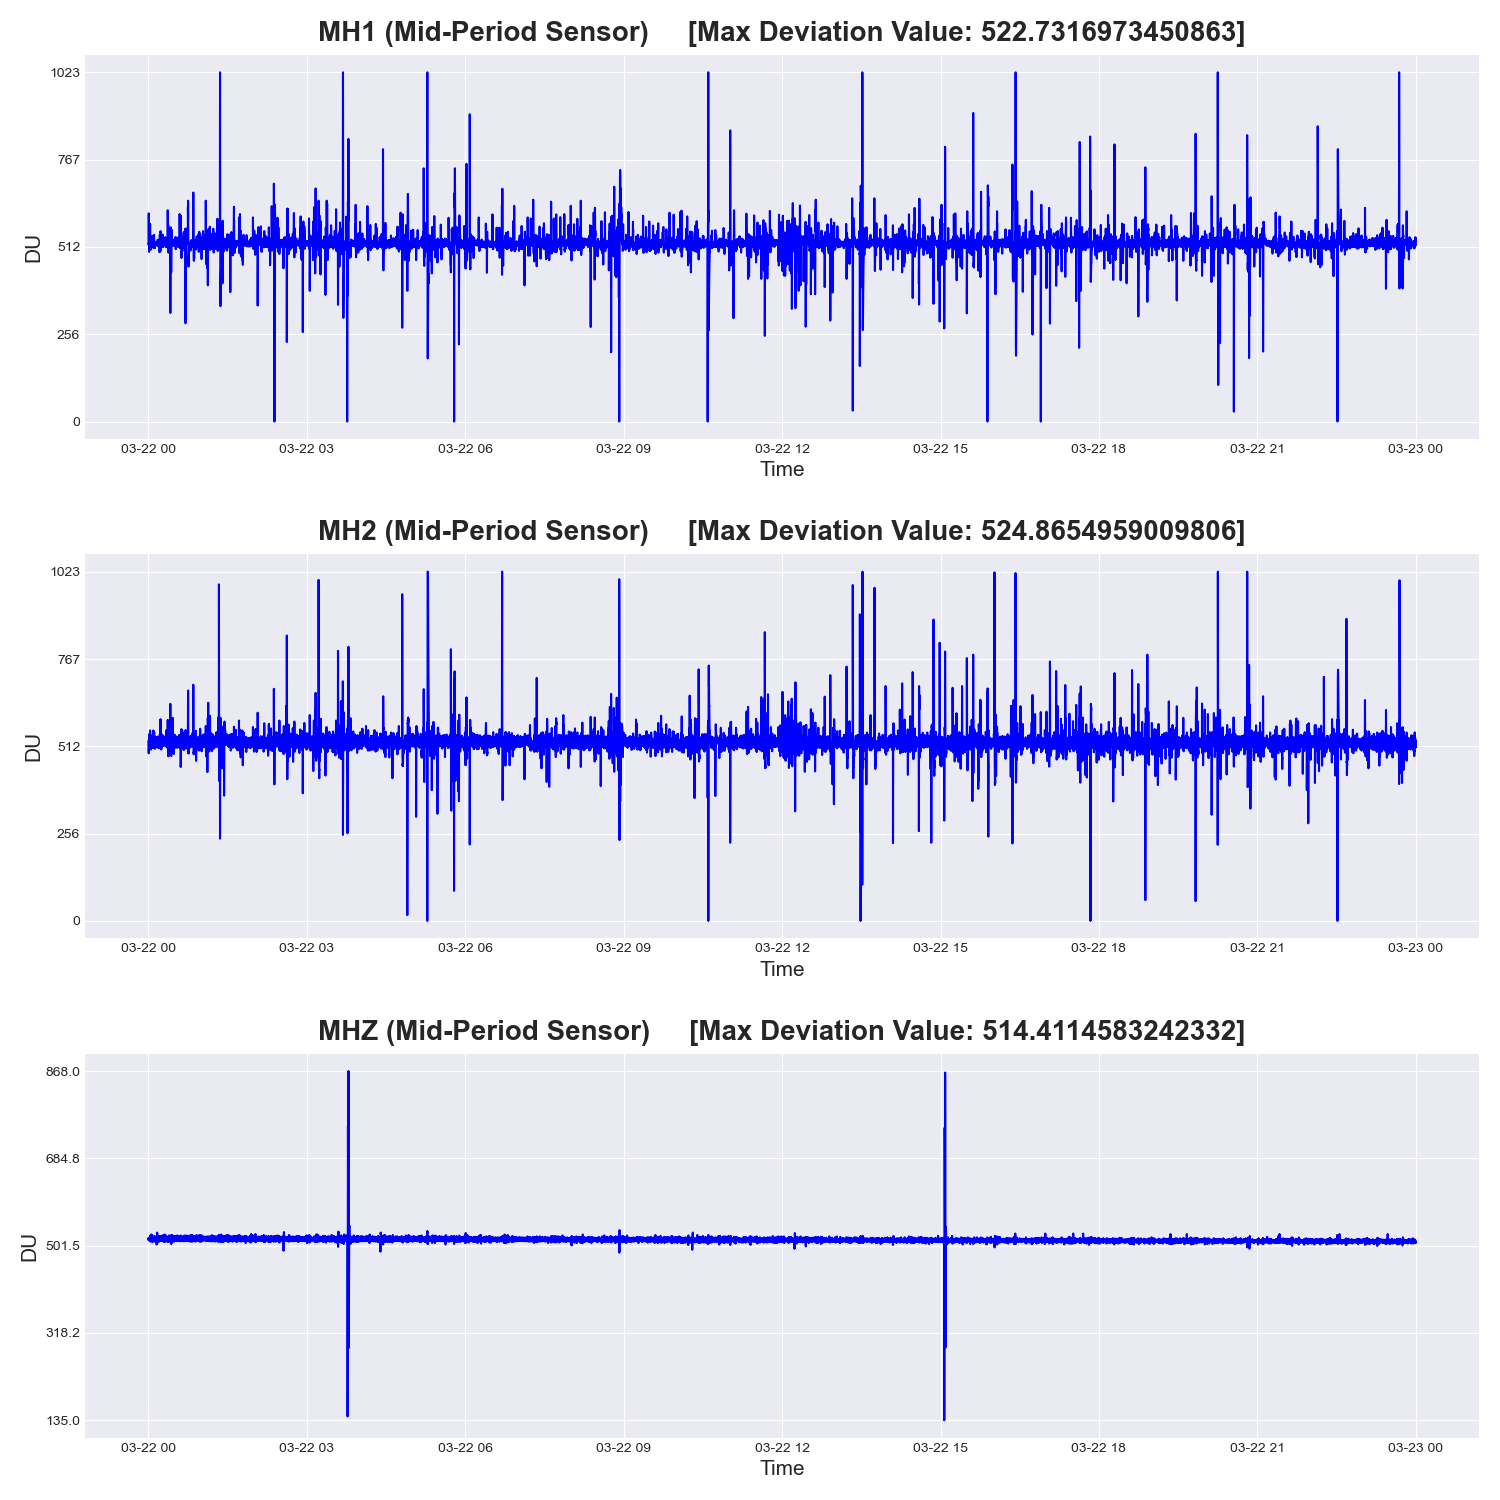 MH1 (Mid-Period Sensor) [Max Deviation Value: 522.7316973450863]
1023
767
512
256
0
DU
03-22 00 03-22 03 03-22 06 03-22 09 03-22 12 03-22 15 03-22 18 03-22 21 03-23 00
Time
MH2 (Mid-Period Sensor) [Max Deviation Value: 524.8654959009806]
1023
767
512
256
0
DU
03-22 00 03-22 03 03-22 06 03-22 09 03-22 12 03-22 15 03-22 18 03-22 21 03-23 00
Time
MHZ (Mid-Period Sensor) [Max Deviation Value: 514.4114583242332]
868.0
684.8
501.5
318.2
135.0
DU
03-22 00 03-22 03 03-22 06 03-22 09 03-22 12 03-22 15 03-22 18 03-22 21 03-23 00
Time